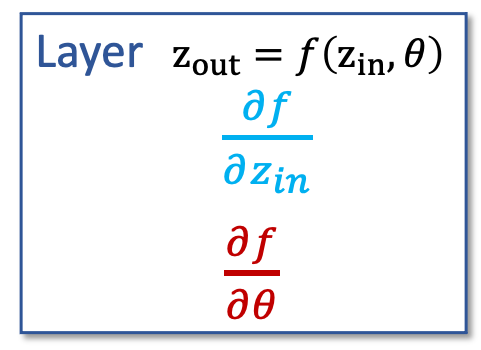 Layer z_out = f(z_in, θ)
∂f
∂z_in
∂f
∂θ